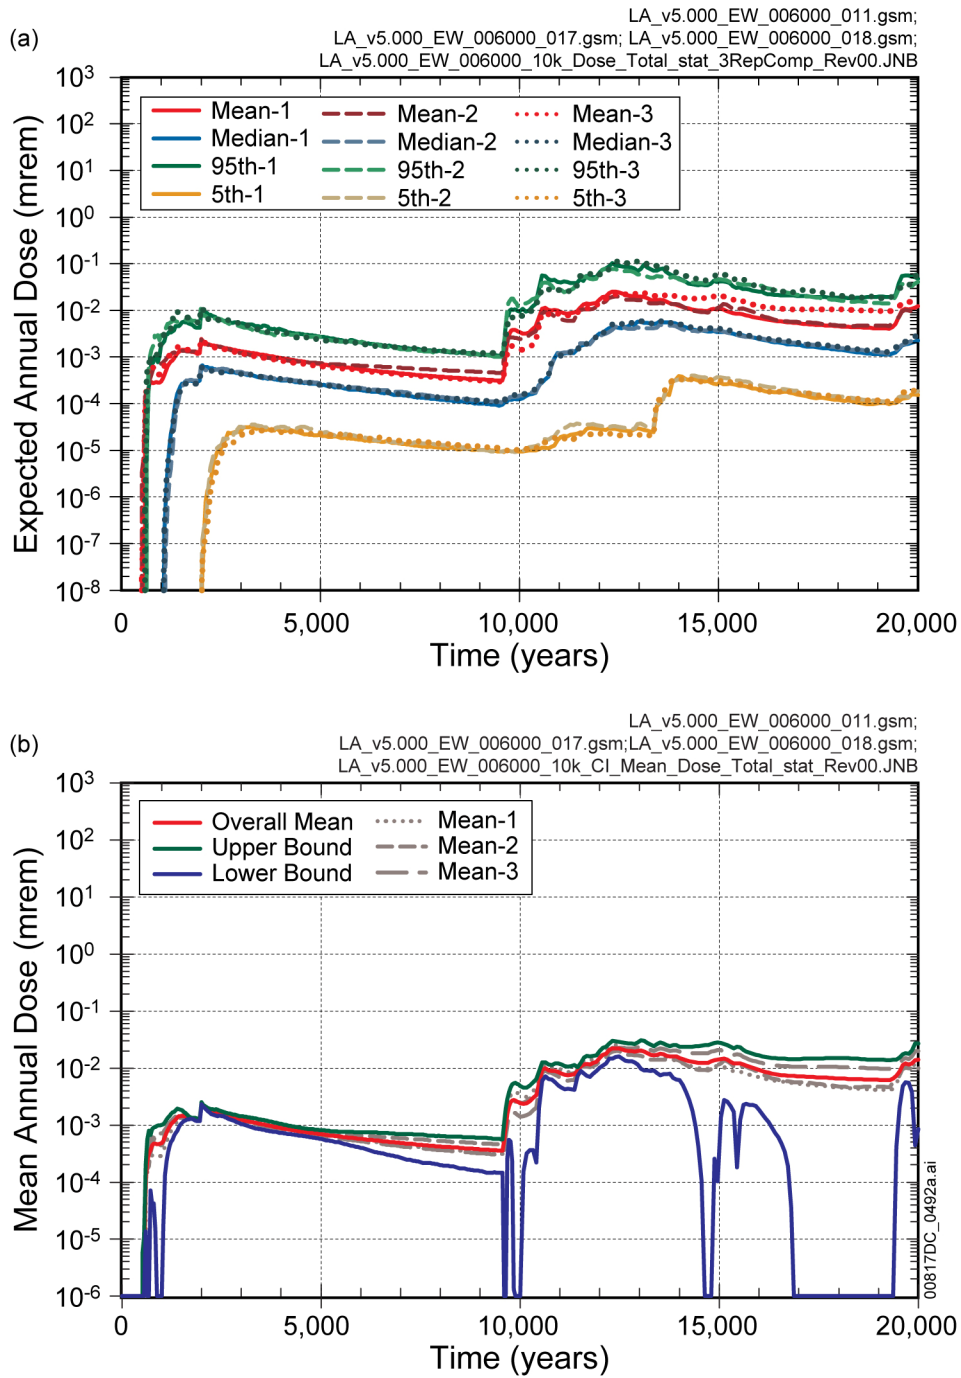 (a)
LA_v5.000_EW_006000_011.gsm;
LA_v5.000_EW_006000_017.gsm; LA_v5.000_EW_006000_018.gsm;
LA_v5.000_EW_006000_10k_Dose_Total_stat_3RepComp_Rev00.JNB
Mean-1 Mean-2 Mean-3
Median-1 Median-2 Median-3
95th-1 95th-2 95th-3
5th-1 5th-2 5th-3
Expected Annual Dose (mrem)
10³
10²
10¹
10⁰
10⁻¹
10⁻²
10⁻³
10⁻⁴
10⁻⁵
10⁻⁶
10⁻⁷
10⁻⁸
0 5,000 10,000 15,000 20,000
Time (years)
(b)
LA_v5.000_EW_006000_011.gsm;
LA_v5.000_EW_006000_017.gsm;LA_v5.000_EW_006000_018.gsm;
LA_v5.000_EW_006000_10k_CI_Mean_Dose_Total_stat_Rev00.JNB
Overall Mean Mean-1
Upper Bound Mean-2
Lower Bound Mean-3
Mean Annual Dose (mrem)
10³
10²
10¹
10⁰
10⁻¹
10⁻²
10⁻³
10⁻⁴
10⁻⁵
10⁻⁶
0 5,000 10,000 15,000 20,000
Time (years)
00817DC_0492a.ai